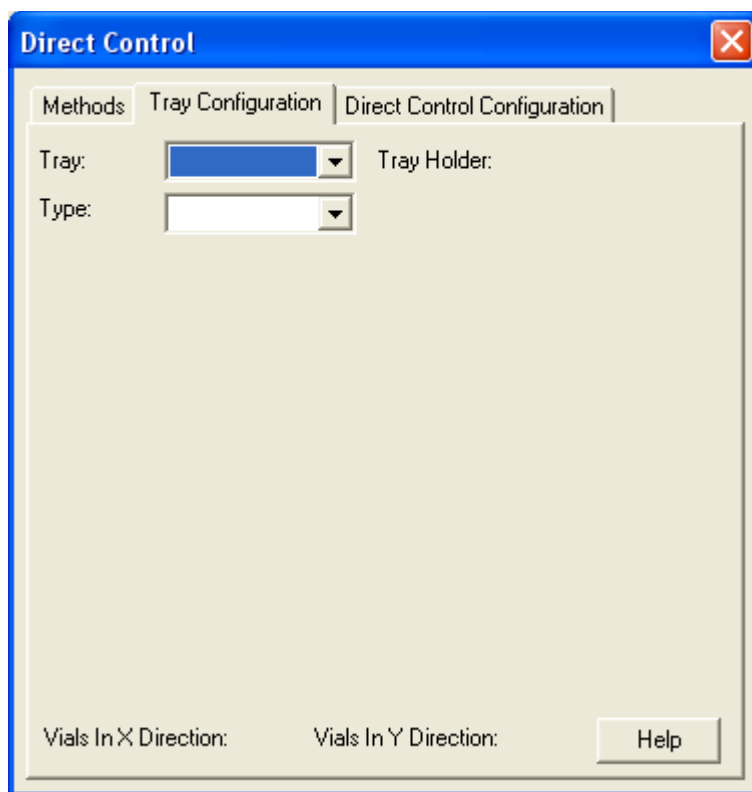 Direct Control
Methods Tray Configuration Direct Control Configuration
Tray: Tray Holder:
Type:
Vials In X Direction: Vials In Y Direction: Help